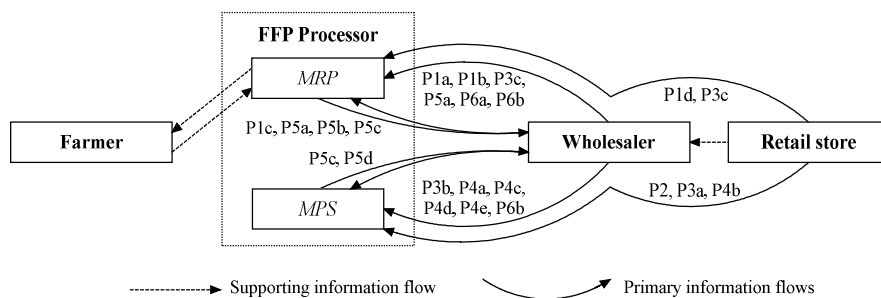 FFP Processor
MRP
P1a, P1b, P3c,
P5a, P6a, P6b
P1d, P3c
P1c, P5a, P5b, P5c
Farmer
Wholesaler
Retail store
P5c, P5d
P3b, P4a, P4c,
P4d, P4e, P6b
P2, P3a, P4b
MPS
Supporting information flow
Primary information flows